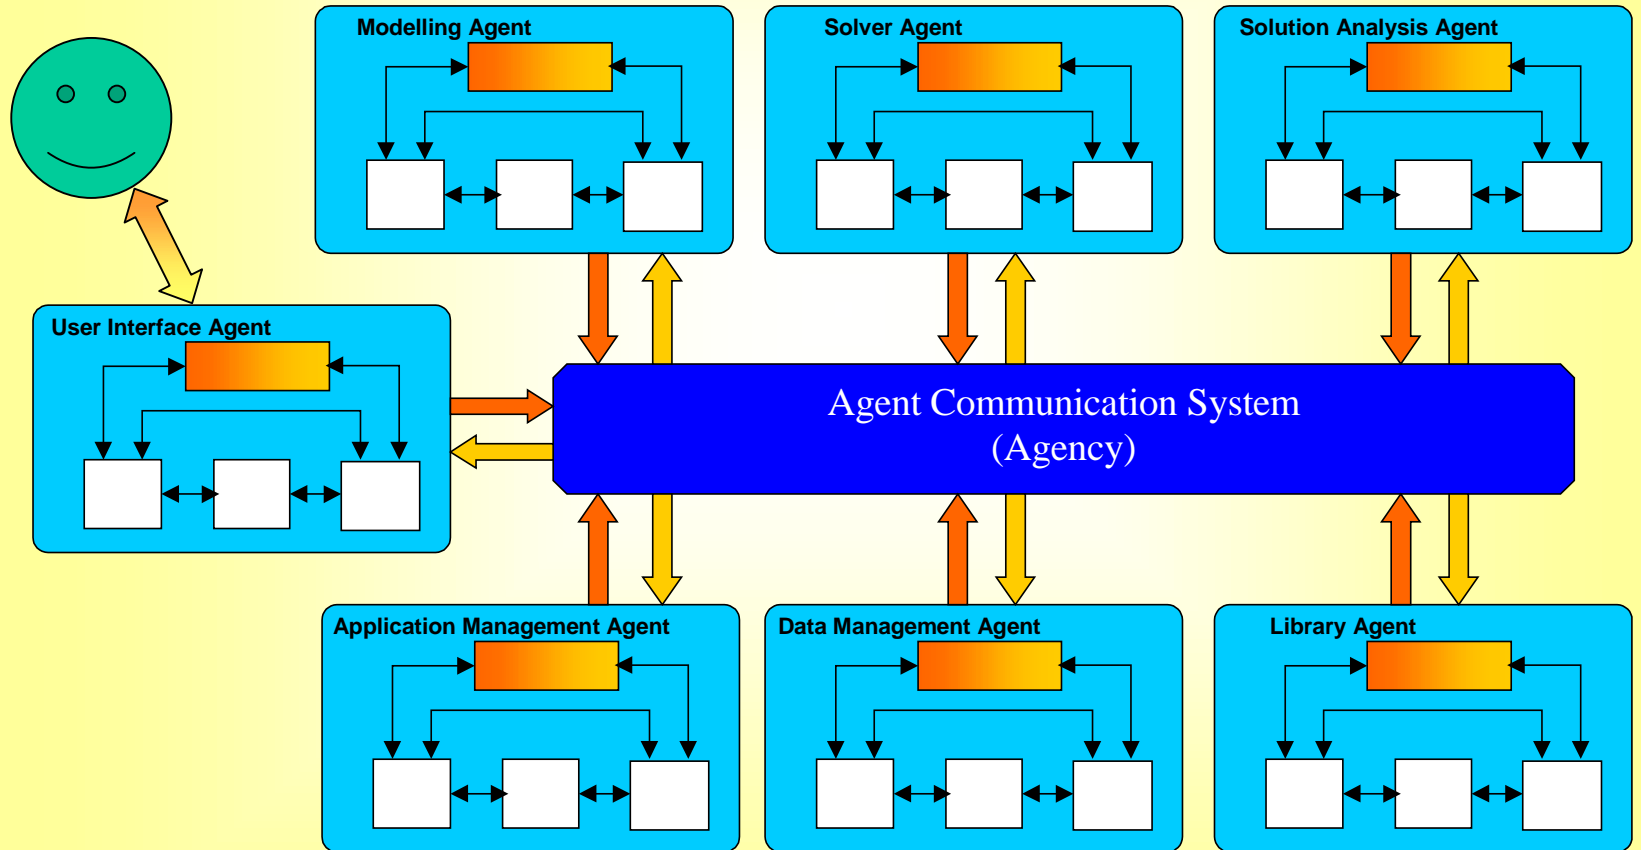 Modelling Agent
Solver Agent
Solution Analysis Agent
User Interface Agent
Agent Communication System
(Agency)
Application Management Agent
Data Management Agent
Library Agent